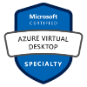 Microsoft
CERTIFIED
AZURE VIRTUAL
DESKTOP
SPECIALTY